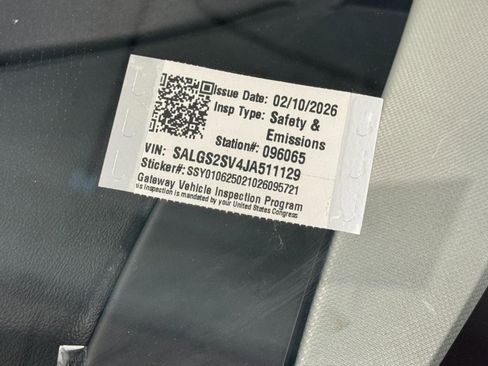 Issue Date: 02/10/2026
Insp Type: Safety &
Emissions
Station#: 096065
VIN: SALGS2SV4JA511129
Sticker#: SSY010625021026095721
Gateway Vehicle Inspection Program
is Inspection is mandated by your United States Congress